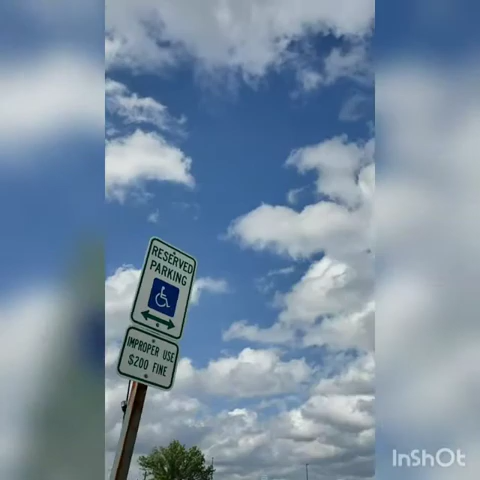 RESERVED
PARKING
IMPROPER USE
$200 FINE
InShOt